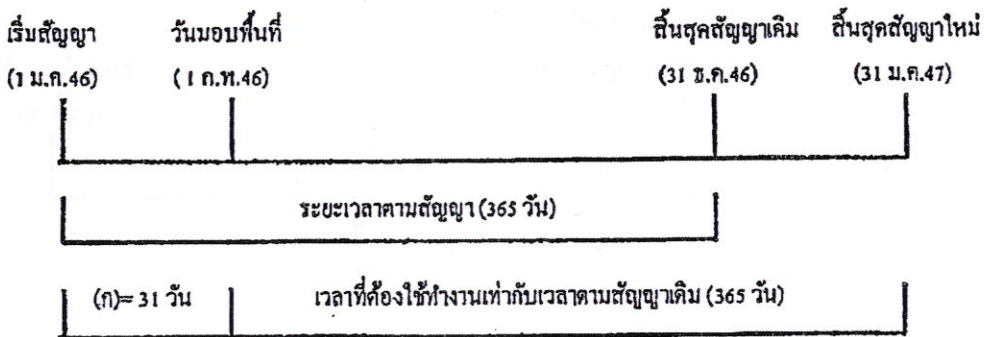 เริ่มสัญญา วันมอบพื้นที่ สิ้นสุดสัญญาเดิม สิ้นสุดสัญญาใหม่
(1 ม.ค.46) (1 ก.พ.46) (31 ธ.ค.46) (31 ม.ค.47)
ระยะเวลาตามสัญญา (365 วัน)
(ก)= 31 วัน เวลาที่ต้องใช้ทำงานเท่ากับเวลาตามสัญญาเดิม (365 วัน)